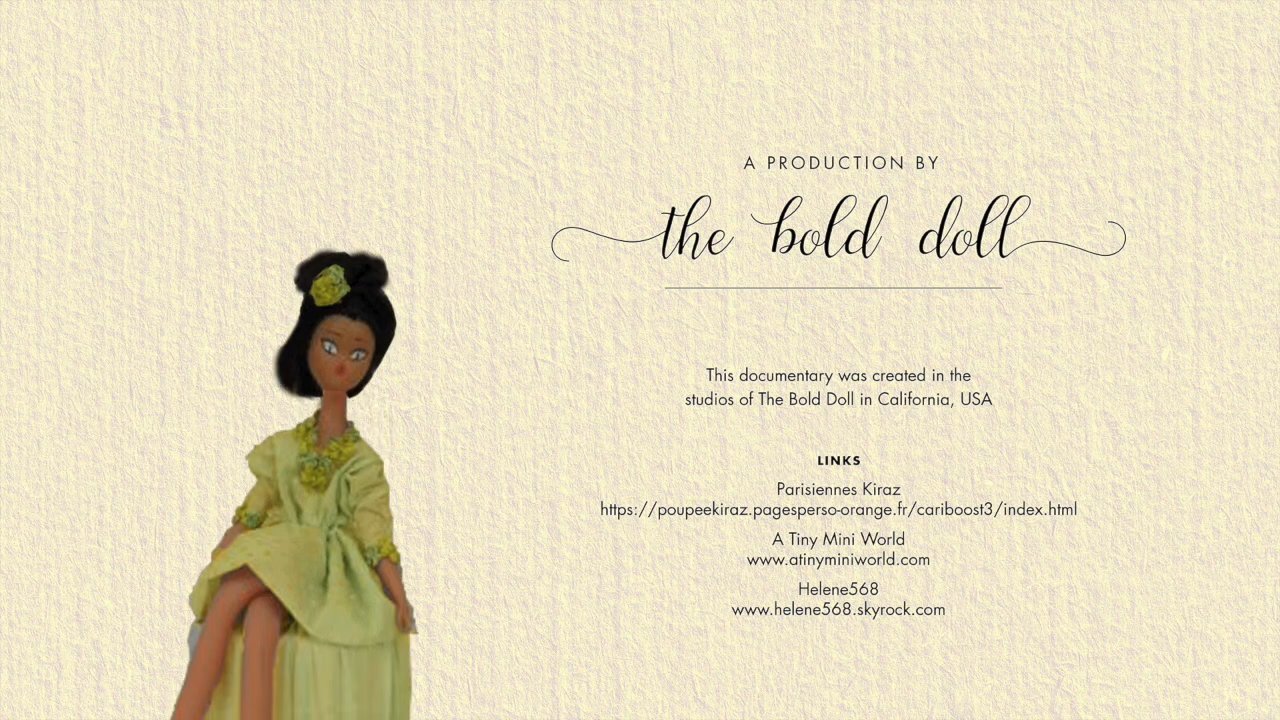 A PRODUCTION BY
the bold doll
This documentary was created in the
studios of The Bold Doll in California, USA
LINKS
Parisiennes Kiraz
https://poupeekiraz.pagesperso-orange.fr/cariboost3/index.html
A Tiny Mini World
www.atinyminiworld.com
Helene568
www.helene568.skyrock.com